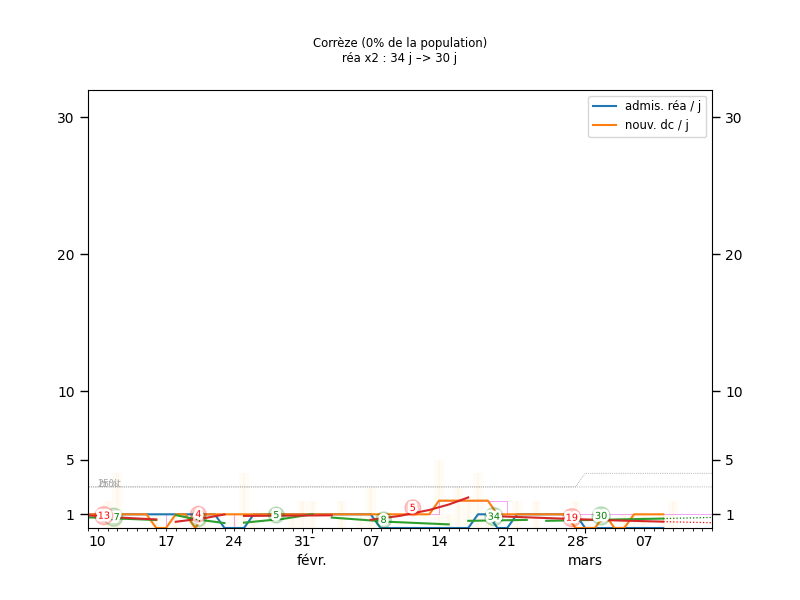 Corrèze (0% de la population)
réa x2 : 34 j –> 30 j
admis. réa / j
nouv. dc / j
30 30
20 20
10 10
5 5
1 1
13 7 4 5 8 5 34 19 30
10 17 24 31 07 14 21 28 07
févr. mars